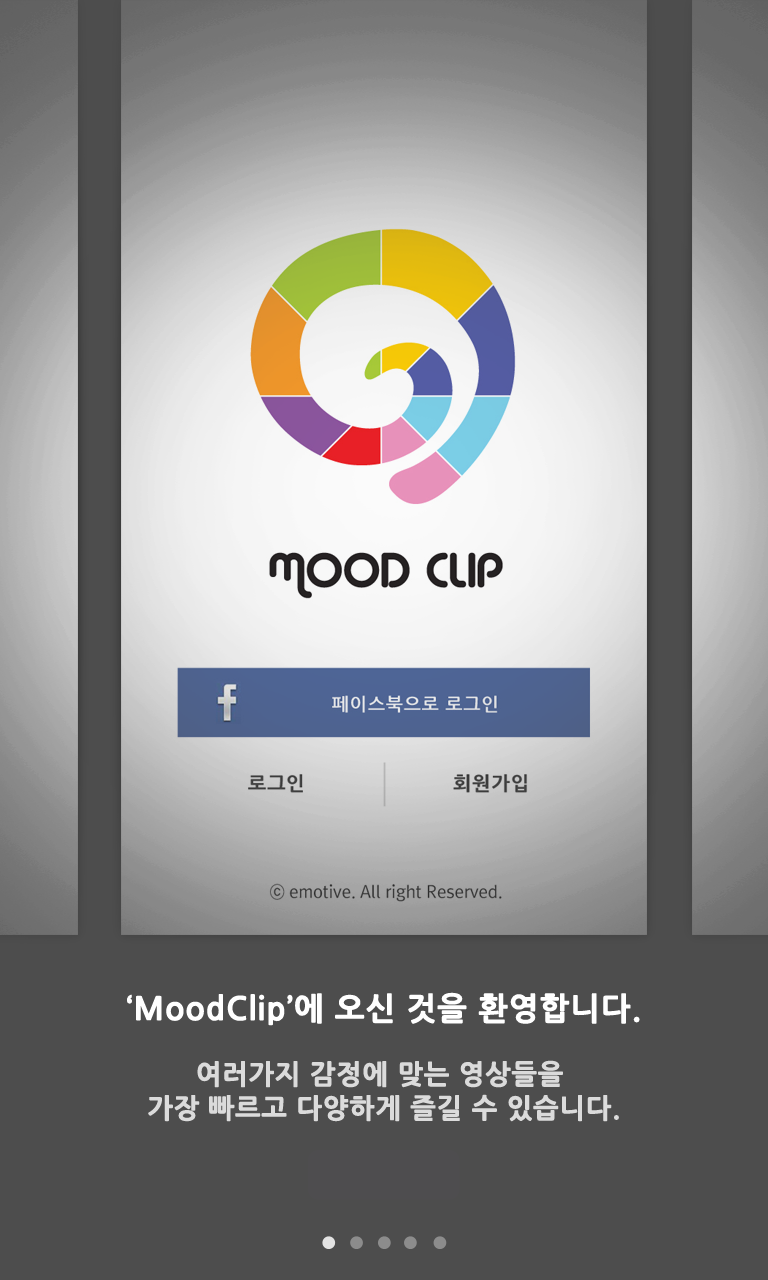 MOOD CLIP
페이스북으로 로그인
로그인
회원가입
ⓒ emotive. All right Reserved.
‘MoodClip’에 오신 것을 환영합니다.
여러가지 감정에 맞는 영상들을
가장 빠르고 다양하게 즐길 수 있습니다.